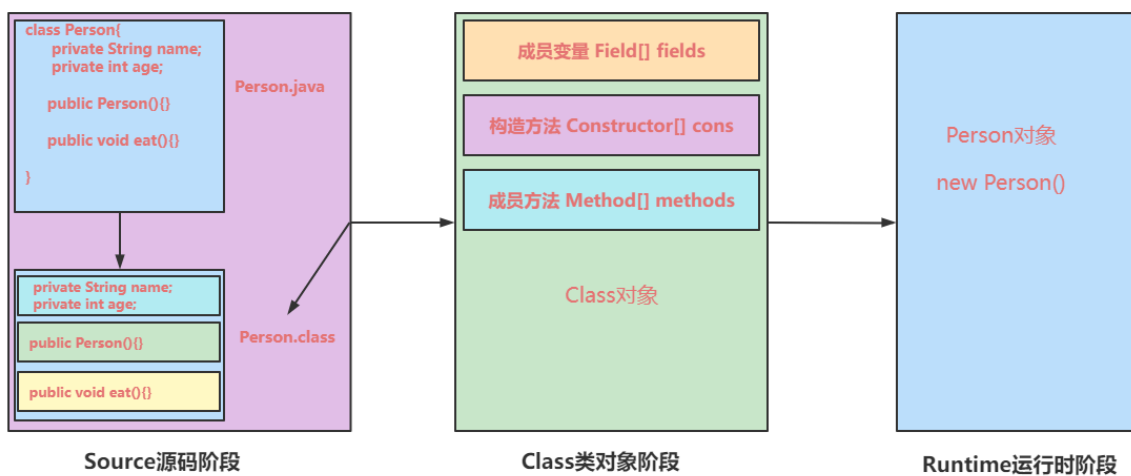 class Person{
private String name;
private int age;
public Person(){}
public void eat(){}
}
Person.java
private String name;
private int age;
public Person(){}
public void eat(){}
Person.class
Source源码阶段
成员变量 Field[] fields
构造方法 Constructor[] cons
成员方法 Method[] methods
Class对象
Class类对象阶段
Person对象
new Person()
Runtime运行时阶段